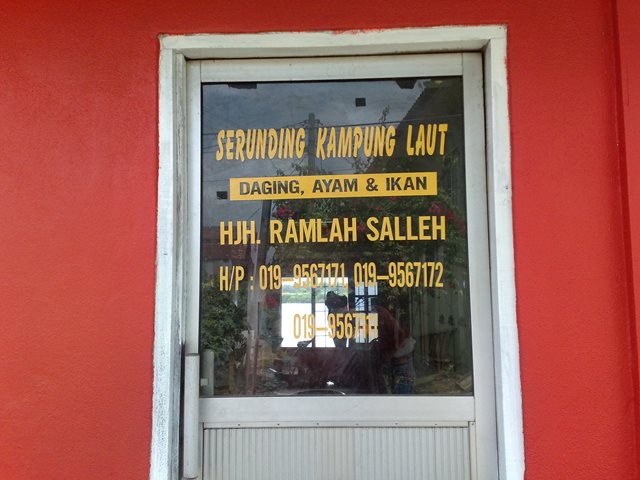 SERUNDING KAMPUNG LAUT
DAGING, AYAM & IKAN
HJH. RAMLAH SALLEH
H/P : 019-9567171, 019-9567172